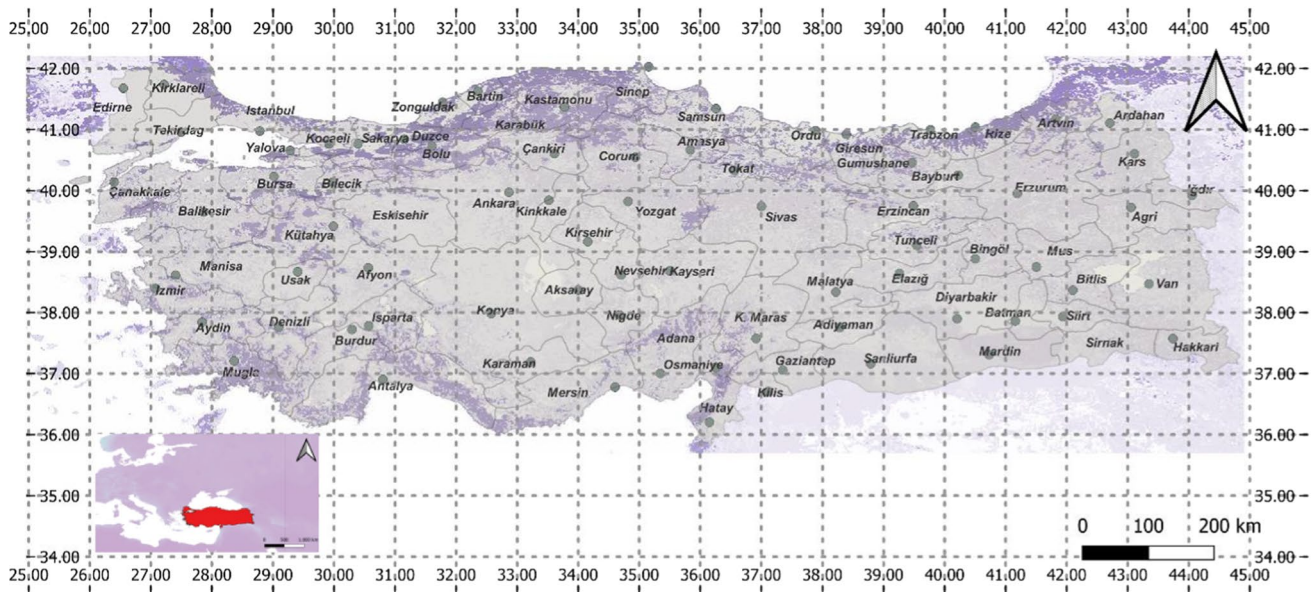 25.00 26.00 27.00 28.00 29.00 30.00 31.00 32.00 33.00 34.00 35.00 36.00 37.00 38.00 39.00 40.00 41.00 42.00 43.00 44.00 45.00
42.00 42.00
Kirklareli
Edirne Zonguldak Bartin Kastamonu Sinop
Istanbul Samsun Ardahan
Tekirdag Karabük Artvin
41.00 41.00
Kocaeli Sakarya Duzce Ordu Trabzon Rize
Yalova Bolu Çankiri Corum Amasya Giresun Kars
Tokat Gumushane
Bursa Bilecik Bayburt
40.00 40.00
Çanakkale Erzurum Iğdır
Balikesir Eskisehir Ankara Kinkkale Yozgat Sivas Erzincan Agri
Kütahya Kirşehir Tunceli
39.00 39.00
Bingöl Mus
Manisa Usak Afyon Nevsehir Kayseri Malatya Elazığ Bitlis Van
Izmir Aksaray Diyarbakir
38.00 38.00
Konya Nigde Batman Siirt
Aydin Denizli Isparta K. Maras Adiyaman
Burdur Adana Sirnak Hakkari
Karaman Osmaniye Gaziantep Sanliurfa Mardin
37.00 37.00
Mugla Antalya Mersin Kilis
Hatay
36.00 36.00
35.00 35.00
0 100 200 km
34.00 34.00
25.00 26.00 27.00 28.00 29.00 30.00 31.00 32.00 33.00 34.00 35.00 36.00 37.00 38.00 39.00 40.00 41.00 42.00 43.00 44.00 45.00